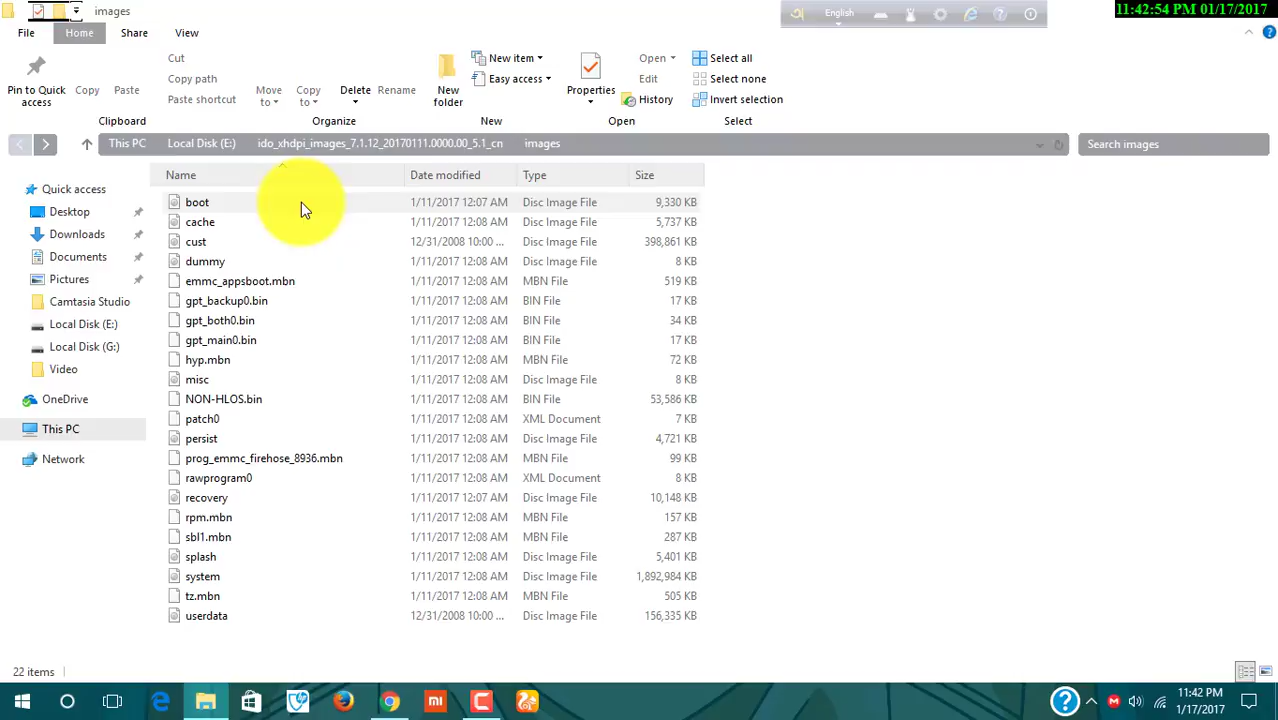 images
English
11:42:54 PM 01/17/2017
File
Home
Share
View
Pin to Quick access
Copy
Paste
Cut
Copy path
Paste shortcut
Clipboard
Move to
Copy to
Delete
Rename
Organize
New folder
New item
Easy access
New
Properties
Open
Edit
History
Open
Select all
Select none
Invert selection
Select
This PC
Local Disk (E:)
ido_xhdpi_images_7.1.12_20170111.0000.00_5.1_cn
images
Search images
Quick access
Desktop
Downloads
Documents
Pictures
Camtasia Studio
Local Disk (E:)
Local Disk (G:)
Video
OneDrive
This PC
Network
Name Date modified Type Size
boot 1/11/2017 12:07 AM Disc Image File 9,330 KB
cache 1/11/2017 12:08 AM Disc Image File 5,737 KB
cust 12/31/2008 10:00 ... Disc Image File 398,861 KB
dummy 1/11/2017 12:08 AM Disc Image File 8 KB
emmc_appsboot.mbn 1/11/2017 12:08 AM MBN File 519 KB
gpt_backup0.bin 1/11/2017 12:08 AM BIN File 17 KB
gpt_both0.bin 1/11/2017 12:08 AM BIN File 34 KB
gpt_main0.bin 1/11/2017 12:08 AM BIN File 17 KB
hyp.mbn 1/11/2017 12:08 AM MBN File 72 KB
misc 1/11/2017 12:08 AM Disc Image File 8 KB
NON-HLOS.bin 1/11/2017 12:08 AM BIN File 53,586 KB
patch0 1/11/2017 12:08 AM XML Document 7 KB
persist 1/11/2017 12:08 AM Disc Image File 4,721 KB
prog_emmc_firehose_8936.mbn 1/11/2017 12:08 AM MBN File 99 KB
rawprogram0 1/11/2017 12:08 AM XML Document 8 KB
recovery 1/11/2017 12:07 AM Disc Image File 10,148 KB
rpm.mbn 1/11/2017 12:08 AM MBN File 157 KB
sbl1.mbn 1/11/2017 12:08 AM MBN File 287 KB
splash 1/11/2017 12:08 AM Disc Image File 5,401 KB
system 1/11/2017 12:08 AM Disc Image File 1,892,984 KB
tz.mbn 1/11/2017 12:08 AM MBN File 505 KB
userdata 12/31/2008 10:00 ... Disc Image File 156,335 KB
22 items
11:42 PM
1/17/2017